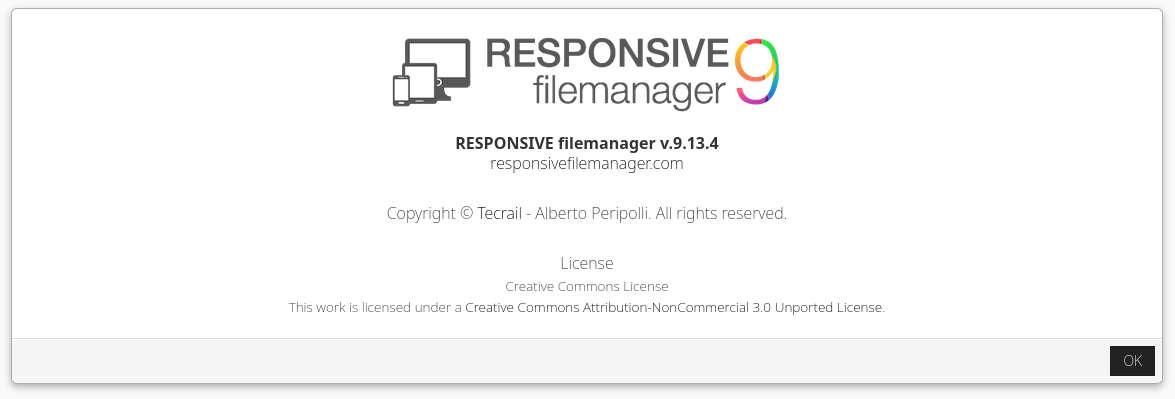 RESPONSIVE 9
filemanager
RESPONSIVE filemanager v.9.13.4
responsivefilemanager.com
Copyright © Tecrail - Alberto Peripolli. All rights reserved.
License
Creative Commons License
This work is licensed under a Creative Commons Attribution-NonCommercial 3.0 Unported License.
OK